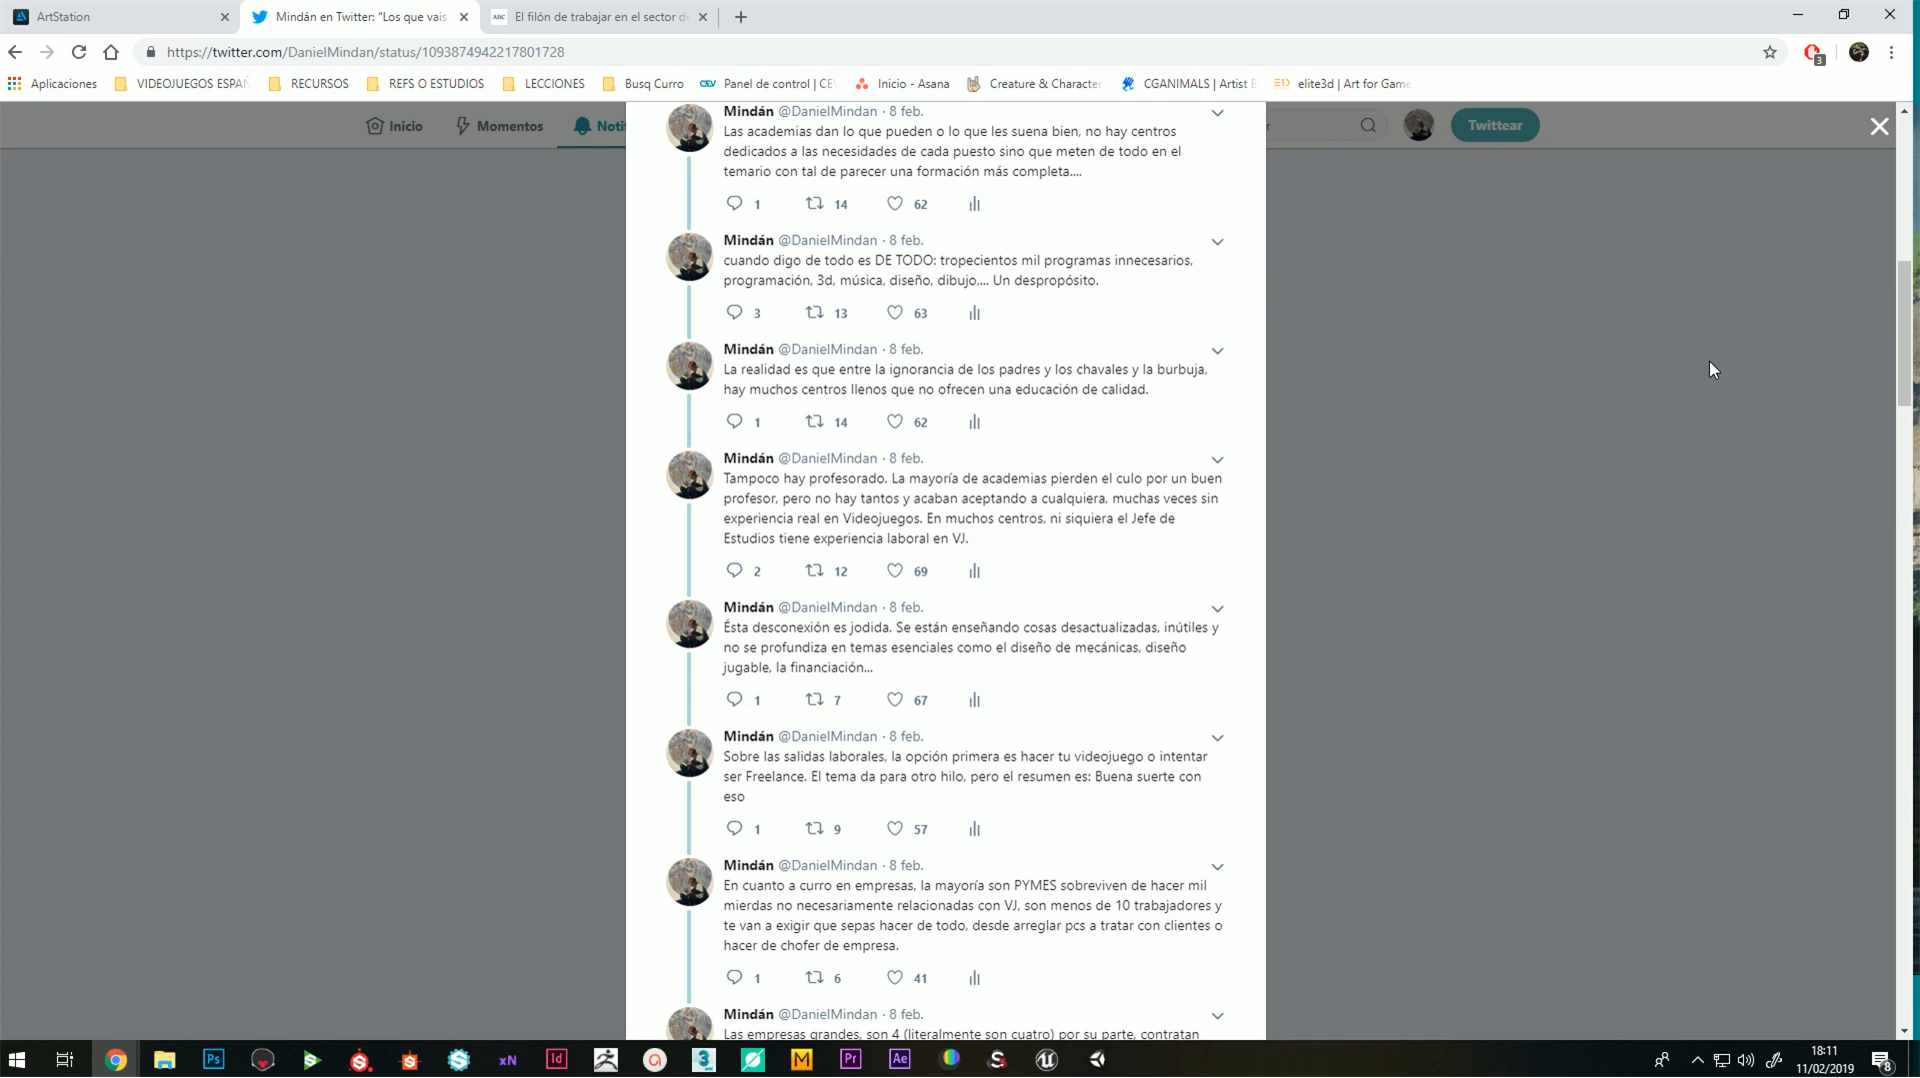 ArtStation
Mindán en Twitter: "Los que vais
ABC El filón de trabajar en el sector de
https://twitter.com/DanielMindan/status/1093874942217801728
3
Aplicaciones
VIDEOJUEGOS ESPAÑ
RECURSOS
REFS O ESTUDIOS
LECCIONES
Busq Curro
CEV Panel de control | CE
Inicio - Asana
Creature & Character
CGANIMALS | Artist B
elite3d | Art for Game
Inicio
Momentos
Noti
Twittear
Mindán @DanielMindan · 8 feb.
Las academias dan lo que pueden o lo que les suena bien, no hay centros
dedicados a las necesidades de cada puesto sino que meten de todo en el
temario con tal de parecer una formación más completa....
1 14 62
Mindán @DanielMindan · 8 feb.
cuando digo de todo es DE TODO: tropecientos mil programas innecesarios,
programación, 3d, música, diseño, dibujo,... Un despropósito.
3 13 63
Mindán @DanielMindan · 8 feb.
La realidad es que entre la ignorancia de los padres y los chavales y la burbuja,
hay muchos centros llenos que no ofrecen una educación de calidad.
1 14 62
Mindán @DanielMindan · 8 feb.
Tampoco hay profesorado. La mayoría de academias pierden el culo por un buen
profesor, pero no hay tantos y acaban aceptando a cualquiera, muchas veces sin
experiencia real en Videojuegos. En muchos centros, ni siquiera el Jefe de
Estudios tiene experiencia laboral en VJ.
2 12 69
Mindán @DanielMindan · 8 feb.
Ésta desconexión es jodida. Se están enseñando cosas desactualizadas, inútiles y
no se profundiza en temas esenciales como el diseño de mecánicas, diseño
jugable, la financiación...
1 7 67
Mindán @DanielMindan · 8 feb.
Sobre las salidas laborales, la opción primera es hacer tu videojuego o intentar
ser Freelance. El tema da para otro hilo, pero el resumen es: Buena suerte con
eso
1 9 57
Mindán @DanielMindan · 8 feb.
En cuanto a curro en empresas, la mayoría son PYMES sobreviven de hacer mil
mierdas no necesariamente relacionadas con VJ, son menos de 10 trabajadores y
te van a exigir que sepas hacer de todo, desde arreglar pcs a tratar con clientes o
hacer de chofer de empresa.
1 6 41
Mindán @DanielMindan · 8 feb.
Las empresas grandes, son 4 (literalmente son cuatro) por su parte, contratan
Ps xN Id 3 M Pr Ae
18:11
11/02/2019
8